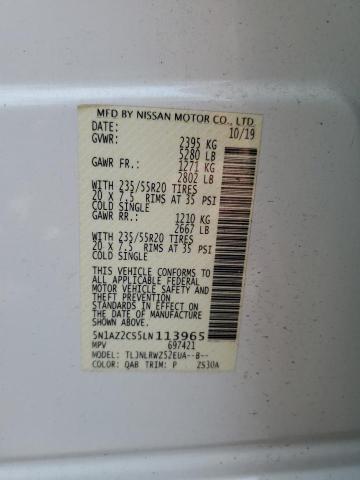 MFD BY NISSAN MOTOR CO., LTD.
DATE: 10/19
GVWR: 2395 KG
5280 LB
GAWR FR.: 1271 KG
2802 LB
WITH 235/55R20 TIRES
20 X 7.5 RIMS AT 35 PSI
COLD SINGLE
GAWR RR.: 1210 KG
2667 LB
WITH 235/55R20 TIRES
20 X 7.5 RIMS AT 35 PSI
COLD SINGLE
THIS VEHICLE CONFORMS TO
ALL APPLICABLE FEDERAL
MOTOR VEHICLE SAFETY AND
STANDARDS IN EFFECT ON
THE DATE OF MANUFACTURE
SHOWN ABOVE.
5N1AZ2CS5LN113965
MPV 697421
MODEL: TLJNLRWZ52EUA--B--
COLOR: QAB TRIM: P ZS30A